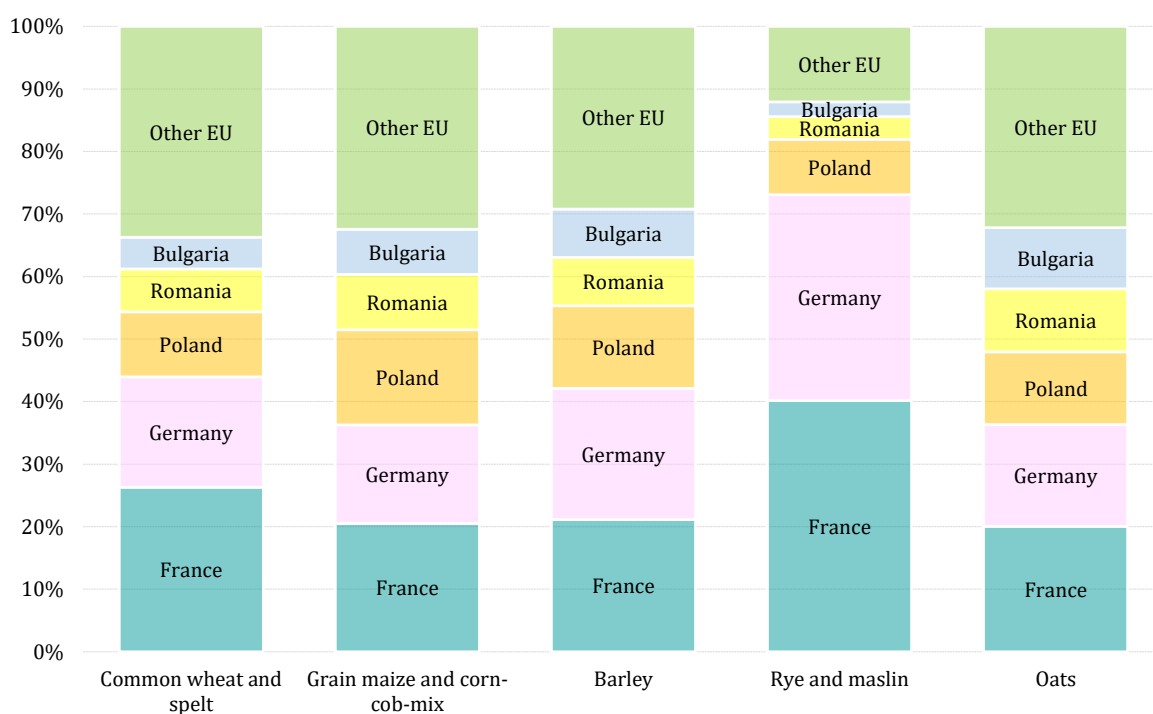 100%
90%
80%
70%
60%
50%
40%
30%
20%
10%
0%
Other EU
Bulgaria
Romania
Poland
Germany
France
Other EU
Bulgaria
Romania
Poland
Germany
France
Other EU
Bulgaria
Romania
Poland
Germany
France
Other EU
Bulgaria
Romania
Poland
Germany
France
Other EU
Bulgaria
Romania
Poland
Germany
France
Common wheat and
spelt
Grain maize and corn-
cob-mix
Barley
Rye and maslin
Oats